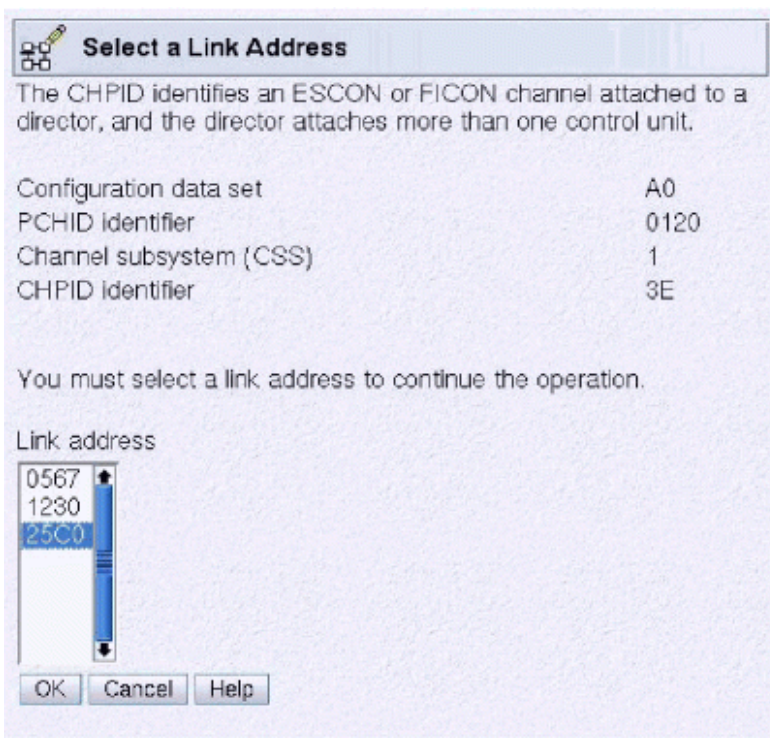 Select a Link Address
The CHPID identifies an ESCON or FICON channel attached to a
director, and the director attaches more than one control unit.
Configuration data set A0
PCHID identifier 0120
Channel subsystem (CSS) 1
CHPID identifier 3E
You must select a link address to continue the operation.
Link address
0567
1230
25C0
OK Cancel Help